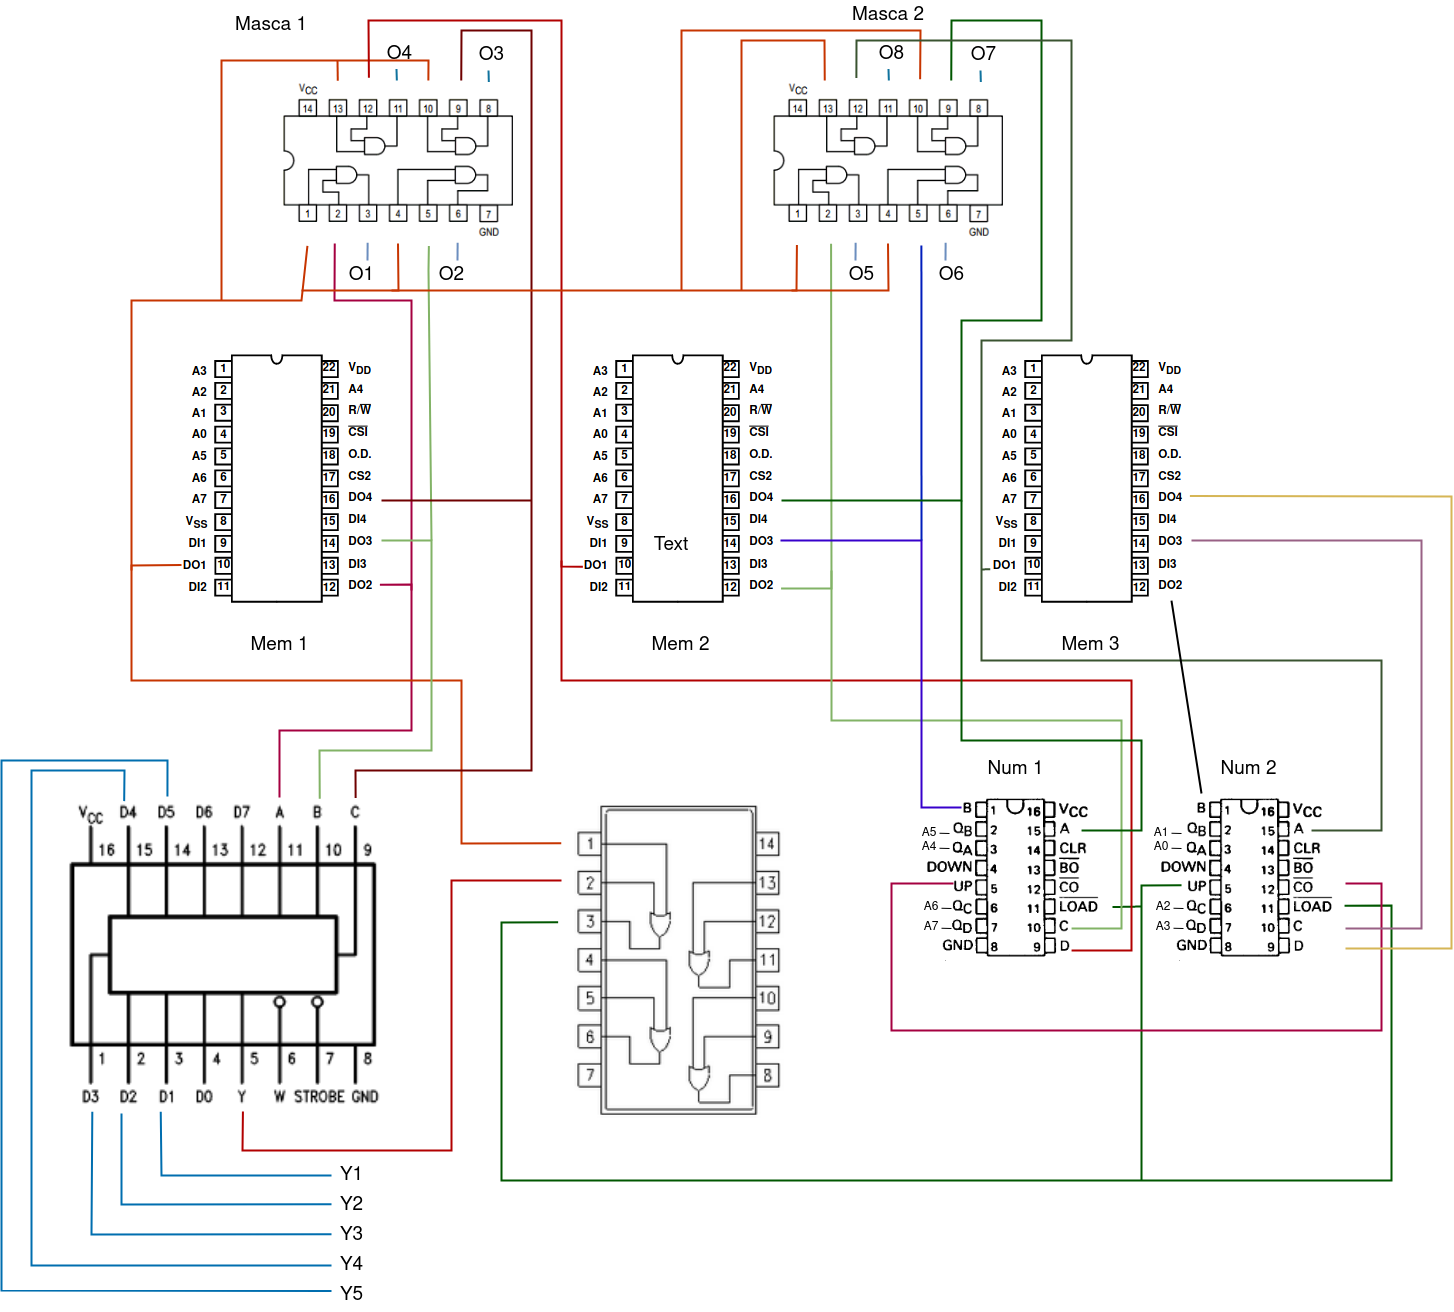 Masca 1
Masca 2
O4 O3 O8 O7
VCC VCC
14 13 12 11 10 9 8
14 13 12 11 10 9 8
1 2 3 4 5 6 7
1 2 3 4 5 6 7
GND GND
O1 O2 O5 O6
A3 1 22 VDD
A2 2 21 A4
A1 3 20 R/W̅
A0 4 19 C̅S̅I̅
A5 5 18 O.D.
A6 6 17 CS2
A7 7 16 DO4
VSS 8 15 DI4
DI1 9 14 DO3
DO1 10 13 DI3
DI2 11 12 DO2
Mem 1
A3 1 22 VDD
A2 2 21 A4
A1 3 20 R/W̅
A0 4 19 C̅S̅I̅
A5 5 18 O.D.
A6 6 17 CS2
A7 7 16 DO4
VSS 8 15 DI4
DI1 9 Text 14 DO3
DO1 10 13 DI3
DI2 11 12 DO2
Mem 2
A3 1 22 VDD
A2 2 21 A4
A1 3 20 R/W̅
A0 4 19 C̅S̅I̅
A5 5 18 O.D.
A6 6 17 CS2
A7 7 16 DO4
VSS 8 15 DI4
DI1 9 14 DO3
DO1 10 13 DI3
DI2 11 12 DO2
Mem 3
VCC D4 D5 D6 D7 A B C
16 15 14 13 12 11 10 9
1 2 3 4 5 6 7 8
D3 D2 D1 D0 Y W STROBE GND
Y1
Y2
Y3
Y4
Y5
1 14
2 13
3 12
4 11
5 10
6 9
7 8
Num 1
B 1 16 VCC
A5 QB 2 15 A
A4 QA 3 14 CLR
DOWN 4 13 B̅O̅
UP 5 12 C̅O̅
A6 QC 6 11 L̅O̅A̅D̅
A7 QD 7 10 C
GND 8 9 D
Num 2
B 1 16 VCC
A1 QB 2 15 A
A0 QA 3 14 CLR
DOWN 4 13 B̅O̅
UP 5 12 C̅O̅
A2 QC 6 11 L̅O̅A̅D̅
A3 QD 7 10 C
GND 8 9 D